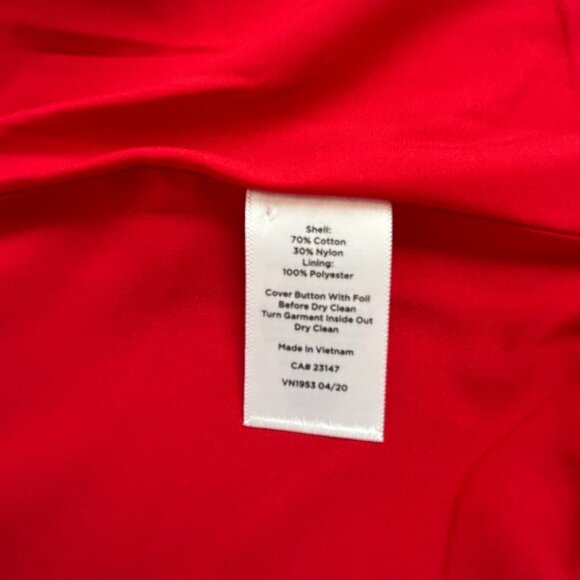 Shell:
70% Cotton
30% Nylon
Lining:
100% Polyester
Cover Button With Foil
Before Dry Clean
Turn Garment Inside Out
Dry Clean
Made In Vietnam
CA# 23147
VN1953 04/20